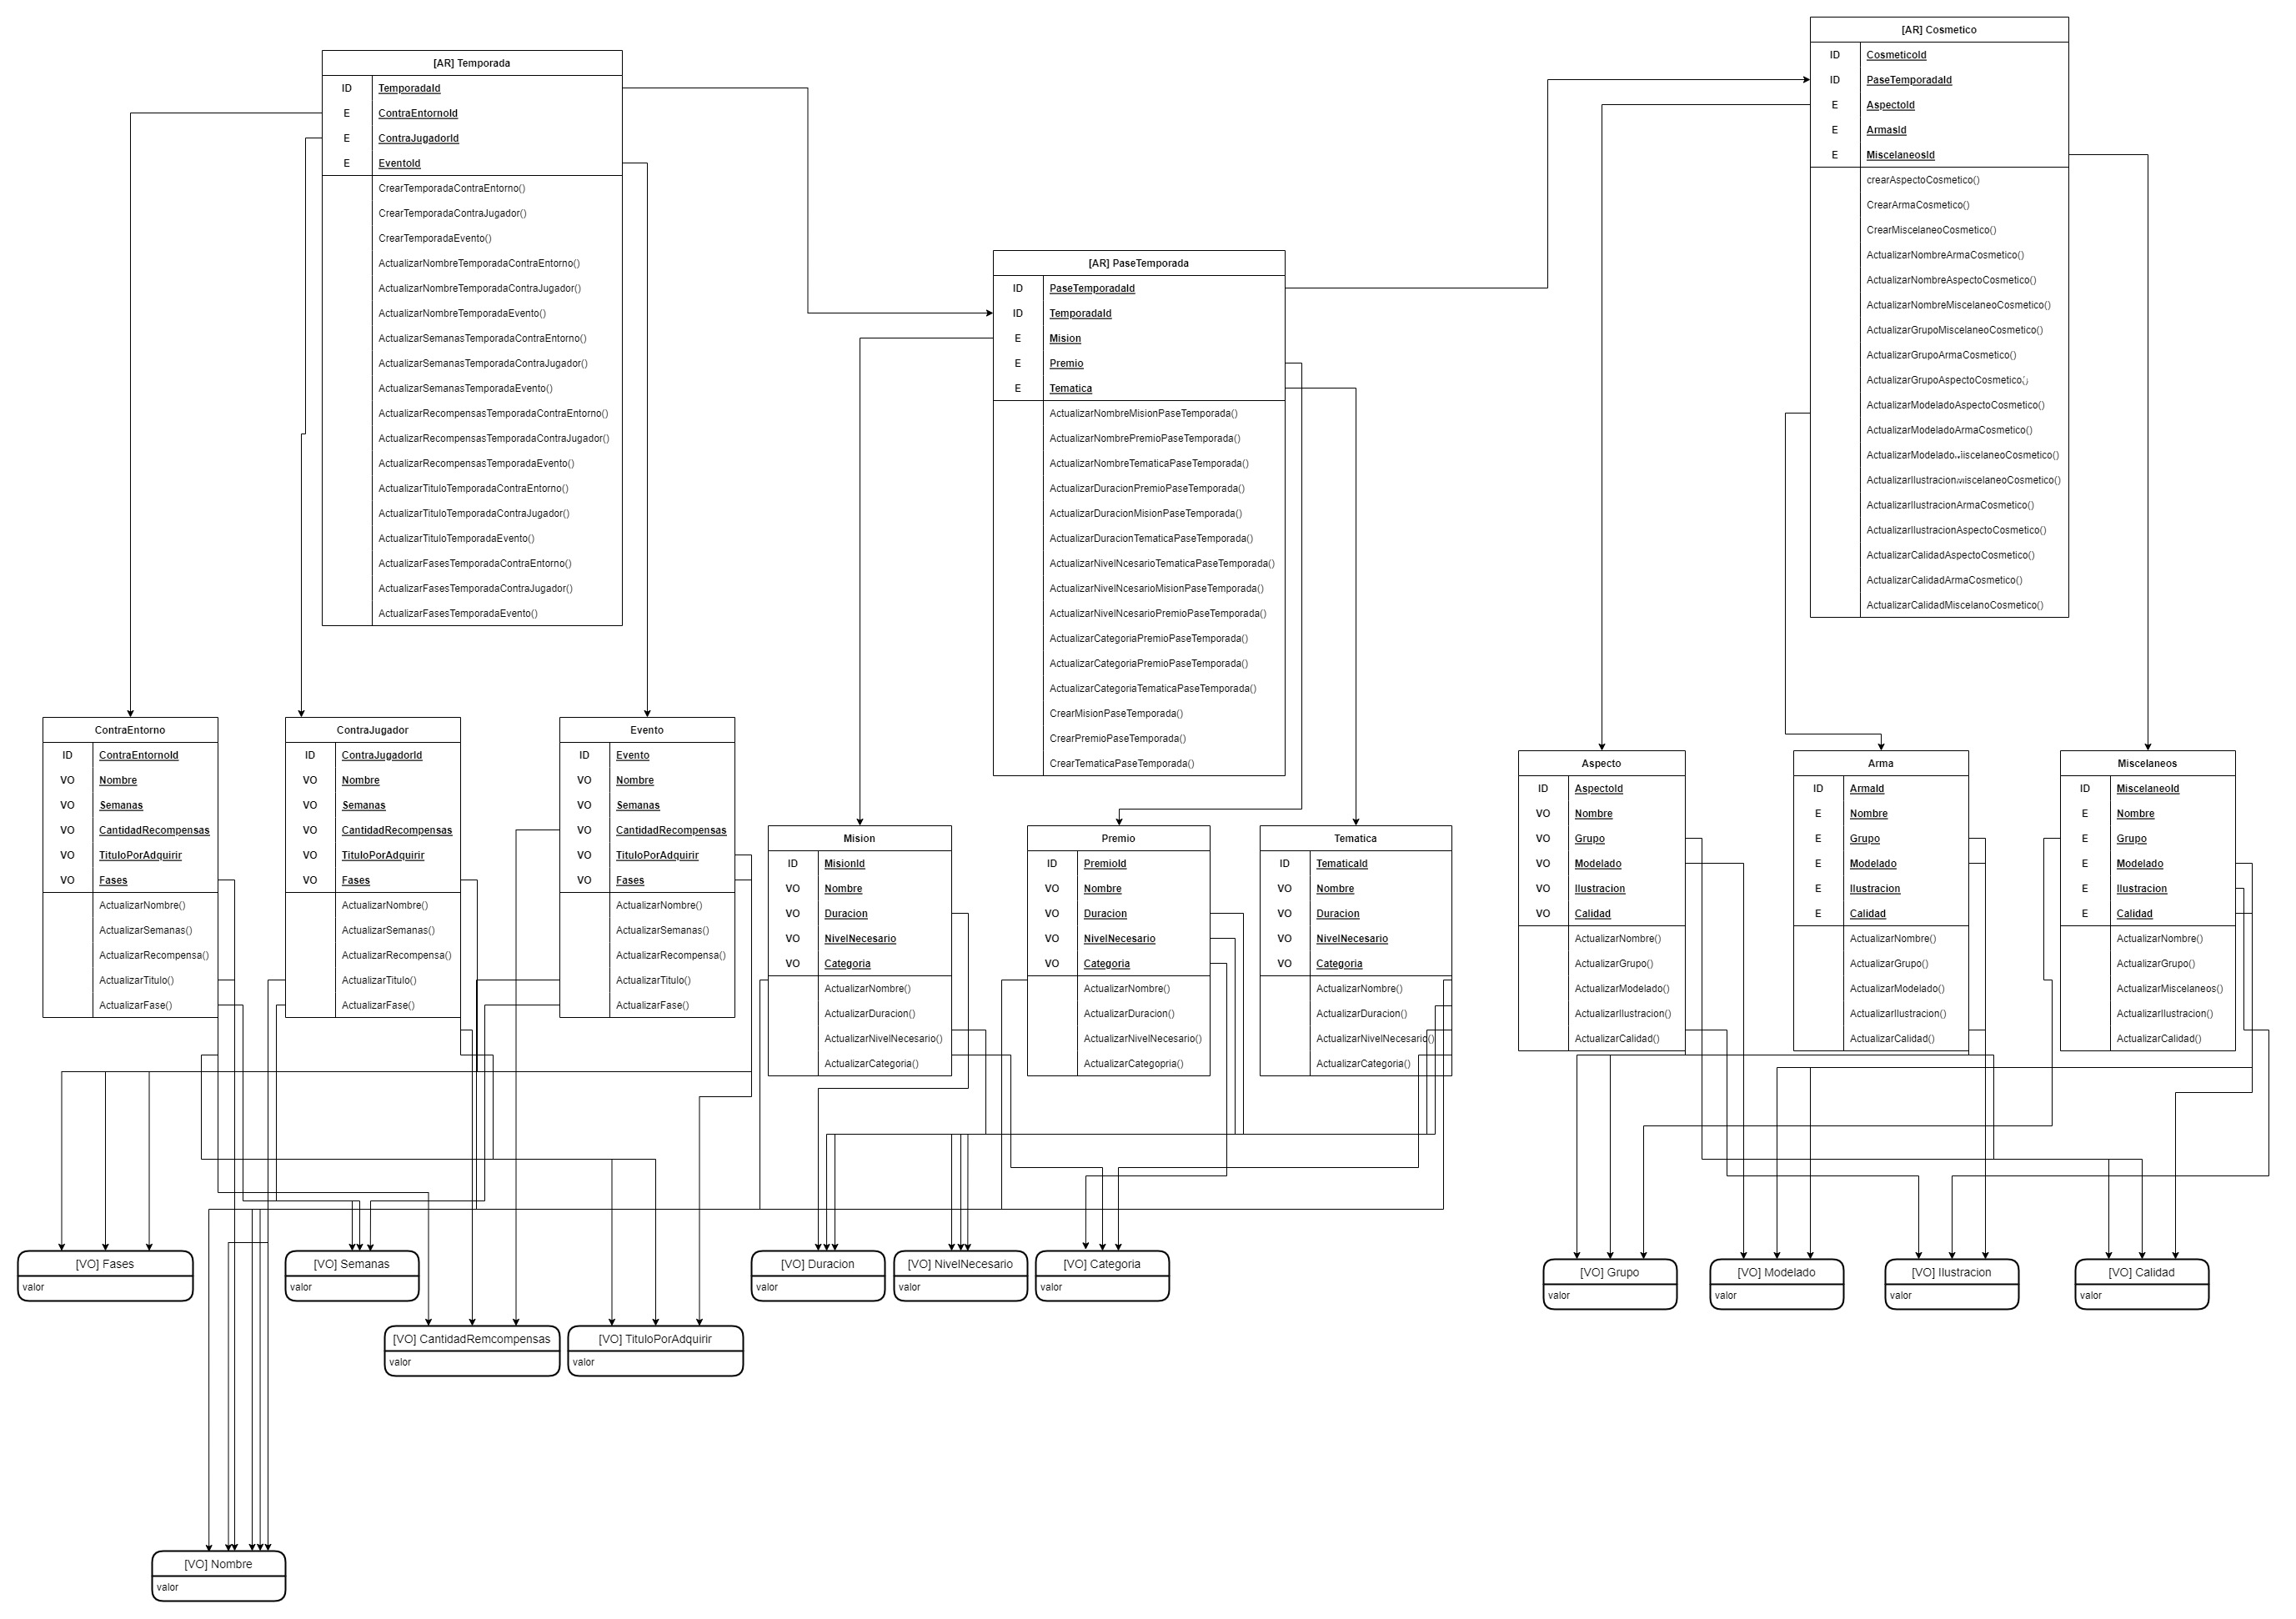 [AR] Temporada
ID TemporadaId
E ContraEntornoId
E ContraJugadorId
E EventoId
CrearTemporadaContraEntorno()
CrearTemporadaContraJugador()
CrearTemporadaEvento()
ActualizarNombreTemporadaContraEntorno()
ActualizarNombreTemporadaContraJugador()
ActualizarNombreTemporadaEvento()
ActualizarSemanasTemporadaContraEntorno()
ActualizarSemanasTemporadaContraJugador()
ActualizarSemanasTemporadaEvento()
ActualizarRecompensasTemporadaContraEntorno()
ActualizarRecompensasTemporadaContraJugador()
ActualizarRecompensasTemporadaEvento()
ActualizarTituloTemporadaContraEntorno()
ActualizarTituloTemporadaContraJugador()
ActualizarTituloTemporadaEvento()
ActualizarFasesTemporadaContraEntorno()
ActualizarFasesTemporadaContraJugador()
ActualizarFasesTemporadaEvento()
[AR] PaseTemporada
ID PaseTemporadaId
ID TemporadaId
E Mision
E Premio
E Tematica
ActualizarNombreMisionPaseTemporada()
ActualizarNombrePremioPaseTemporada()
ActualizarNombreTematicaPaseTemporada()
ActualizarDuracionPremioPaseTemporada()
ActualizarDuracionMisionPaseTemporada()
ActualizarDuracionTematicaPaseTemporada()
ActualizarNivelNcesarioTematicaPaseTemporada()
ActualizarNivelNcesarioMisionPaseTemporada()
ActualizarNivelNcesarioPremioPaseTemporada()
ActualizarCategoriaPremioPaseTemporada()
ActualizarCategoriaPremioPaseTemporada()
ActualizarCategoriaTematicaPaseTemporada()
CrearMisionPaseTemporada()
CrearPremioPaseTemporada()
CrearTematicaPaseTemporada()
[AR] Cosmetico
ID CosmeticoId
ID PaseTemporadaId
E AspectoId
E ArmasId
E MiscelaneosId
crearAspectoCosmetico()
CrearArmaCosmetico()
CrearMiscelaneoCosmetico()
ActualizarNombreArmaCosmetico()
ActualizarNombreAspectoCosmetico()
ActualizarNombreMiscelaneoCosmetico()
ActualizarGrupoMiscelaneoCosmetico()
ActualizarGrupoArmaCosmetico()
ActualizarGrupoAspectoCosmetico()
ActualizarModeladoAspectoCosmetico()
ActualizarModeladoArmaCosmetico()
ActualizarModeladoMiscelaneoCosmetico()
ActualizarIlustracionMiscelaneoCosmetico()
ActualizarIlustracionArmaCosmetico()
ActualizarIlustracionAspectoCosmetico()
ActualizarCalidadAspectoCosmetico()
ActualizarCalidadArmaCosmetico()
ActualizarCalidadMiscelanoCosmetico()
ContraEntorno
ID ContraEntornoId
VO Nombre
VO Semanas
VO CantidadRecompensas
VO TituloPorAdquirir
VO Fases
ActualizarNombre()
ActualizarSemanas()
ActualizarRecompensa()
ActualizarTitulo()
ActualizarFase()
ContraJugador
ID ContraJugadorId
VO Nombre
VO Semanas
VO CantidadRecompensas
VO TituloPorAdquirir
VO Fases
ActualizarNombre()
ActualizarSemanas()
ActualizarRecompensa()
ActualizarTitulo()
ActualizarFase()
Evento
ID Evento
VO Nombre
VO Semanas
VO CantidadRecompensas
VO TituloPorAdquirir
VO Fases
ActualizarNombre()
ActualizarSemanas()
ActualizarRecompensa()
ActualizarTitulo()
ActualizarFase()
Mision
ID MisionId
VO Nombre
VO Duracion
VO NivelNecesario
VO Categoria
ActualizarNombre()
ActualizarDuracion()
ActualizarNivelNecesario()
ActualizarCategoria()
Premio
ID PremioId
VO Nombre
VO Duracion
VO NivelNecesario
VO Categoria
ActualizarNombre()
ActualizarDuracion()
ActualizarNivelNecesario()
ActualizarCategopria()
Tematica
ID TematicaId
VO Nombre
VO Duracion
VO NivelNecesario
VO Categoria
ActualizarNombre()
ActualizarDuracion()
ActualizarNivelNecesario()
ActualizarCategoria()
Aspecto
ID AspectoId
VO Nombre
VO Grupo
VO Modelado
VO Ilustracion
VO Calidad
ActualizarNombre()
ActualizarGrupo()
ActualizarModelado()
ActualizarIlustracion()
ActualizarCalidad()
Arma
ID ArmaId
E Nombre
E Grupo
E Modelado
E Ilustracion
E Calidad
ActualizarNombre()
ActualizarGrupo()
ActualizarModelado()
ActualizarIlustracion()
ActualizarCalidad()
Miscelaneos
ID MiscelaneoId
E Nombre
E Grupo
E Modelado
E Ilustracion
E Calidad
ActualizarNombre()
ActualizarGrupo()
ActualizarMiscelaneos()
ActualizarIlustracion()
ActualizarCalidad()
[VO] Fases
valor
[VO] Semanas
valor
[VO] Duracion
valor
[VO] NivelNecesario
valor
[VO] Categoria
valor
[VO] Grupo
valor
[VO] Modelado
valor
[VO] Ilustracion
valor
[VO] Calidad
valor
[VO] CantidadRemcompensas
valor
[VO] TituloPorAdquirir
valor
[VO] Nombre
valor